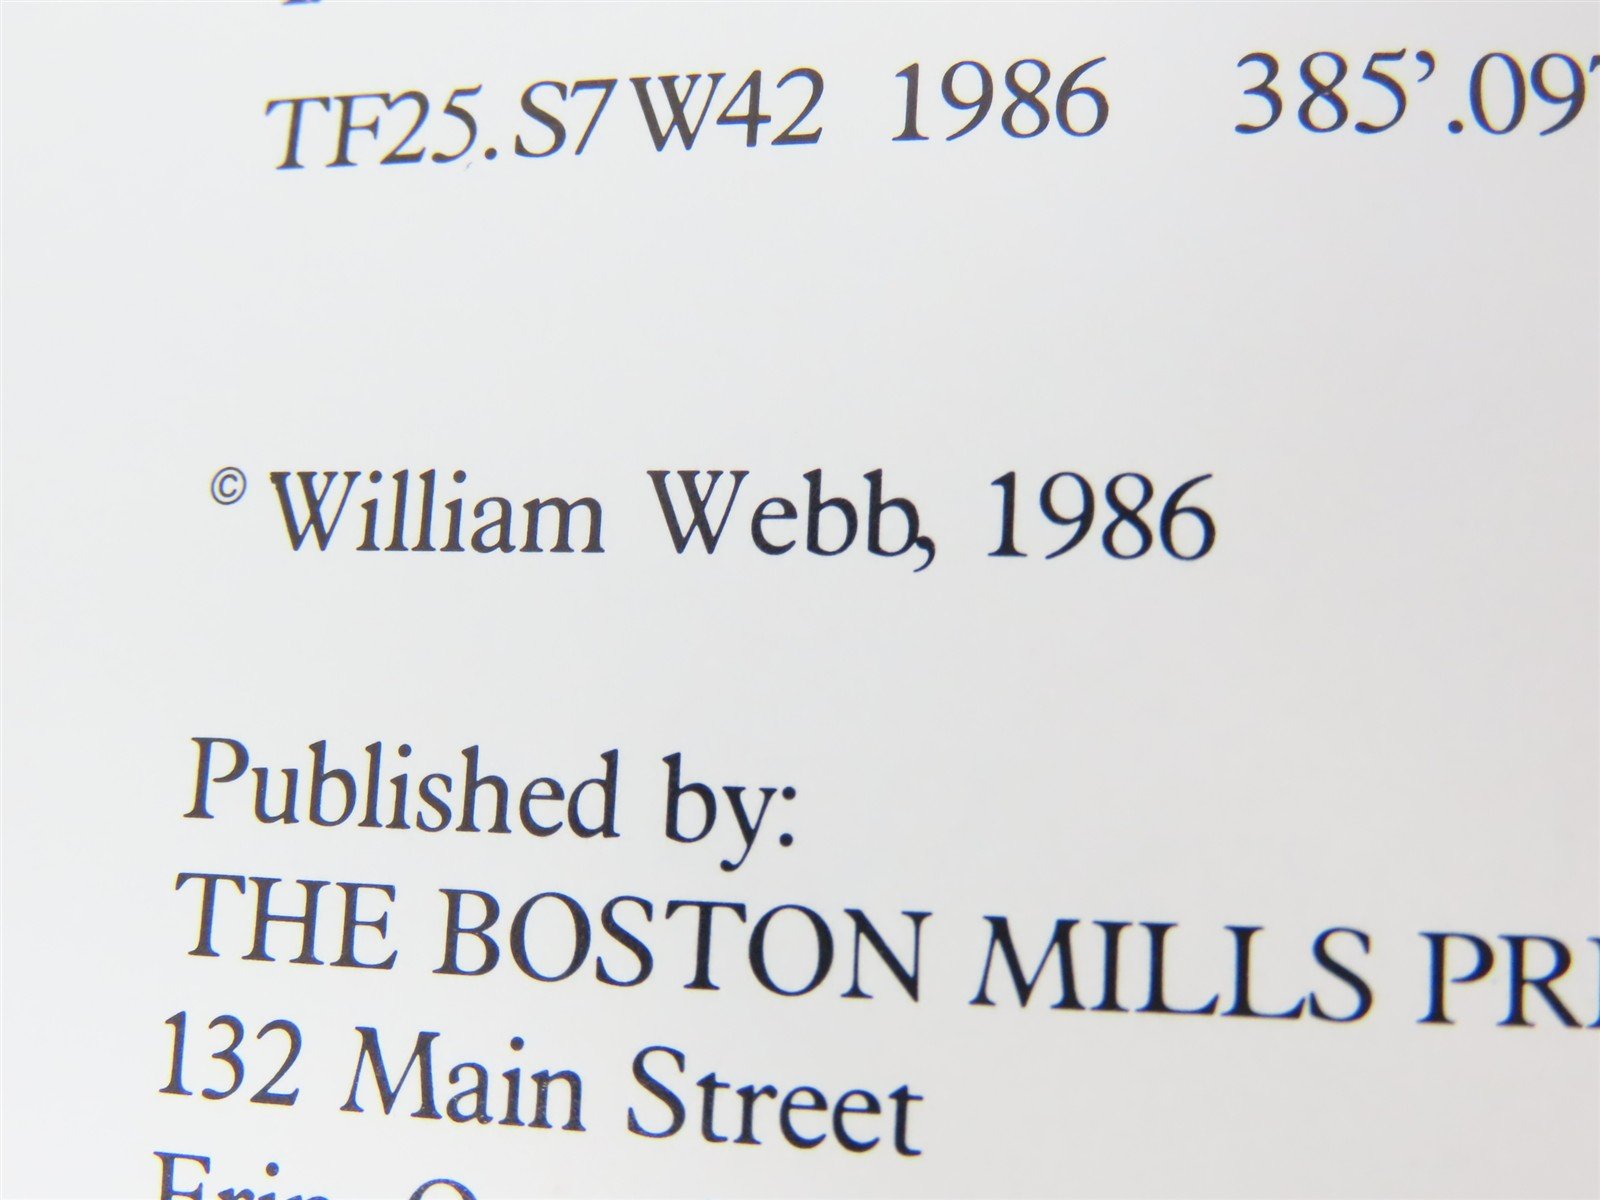 TF25.S7W42 1986 385'.09
© William Webb, 1986
Published by:
THE BOSTON MILLS
132 Main Street